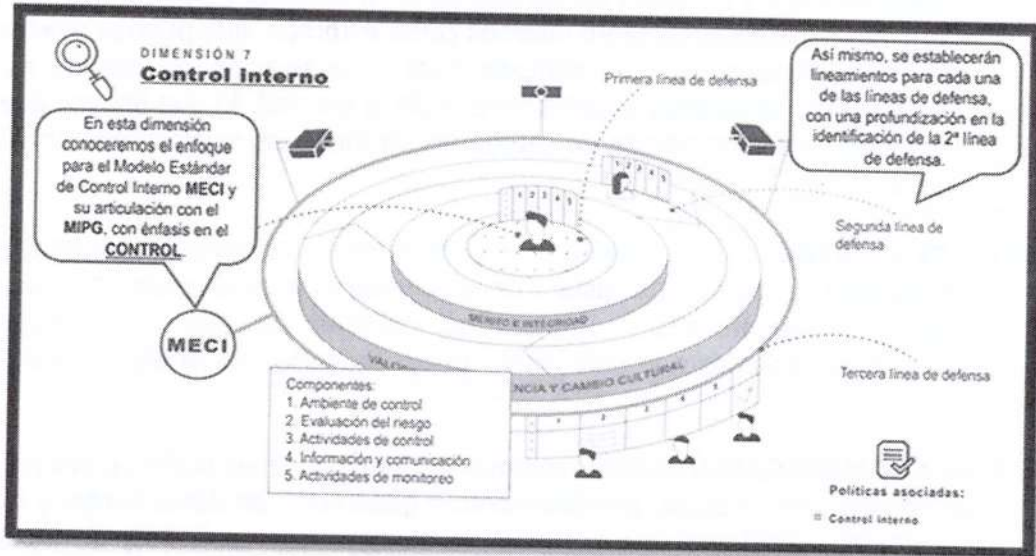 DIMENSIÓN 7
Control Interno
En esta dimensión
conoceremos el enfoque
para el Modelo Estándar
de Control Interno MECI y
su articulación con el
MIPG, con énfasis en el
CONTROL
MECI
Primera línea de defensa
Así mismo, se establecerán
lineamientos para cada una
de las líneas de defensa,
con una profundización en la
identificación de la 2ª línea
de defensa.
Segunda línea de
defensa
Tercera línea de defensa
1 2 3 4 5
1 2 3 4 5
MERITO E INTEGRIDAD
CAMBIO CULTURAL
Componentes:
1. Ambiente de control
2. Evaluación del riesgo
3. Actividades de control
4. Información y comunicación
5. Actividades de monitoreo
Políticas asociadas:
Control Interno